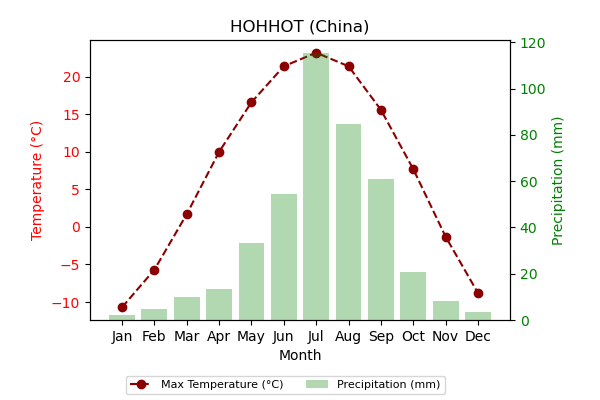 HOHHOT (China)
120
100
80
60
40
20
0
20
15
10
5
0
−5
−10
Temperature (°C)
Precipitation (mm)
Jan Feb Mar Apr May Jun Jul Aug Sep Oct Nov Dec
Month
Max Temperature (°C) Precipitation (mm)